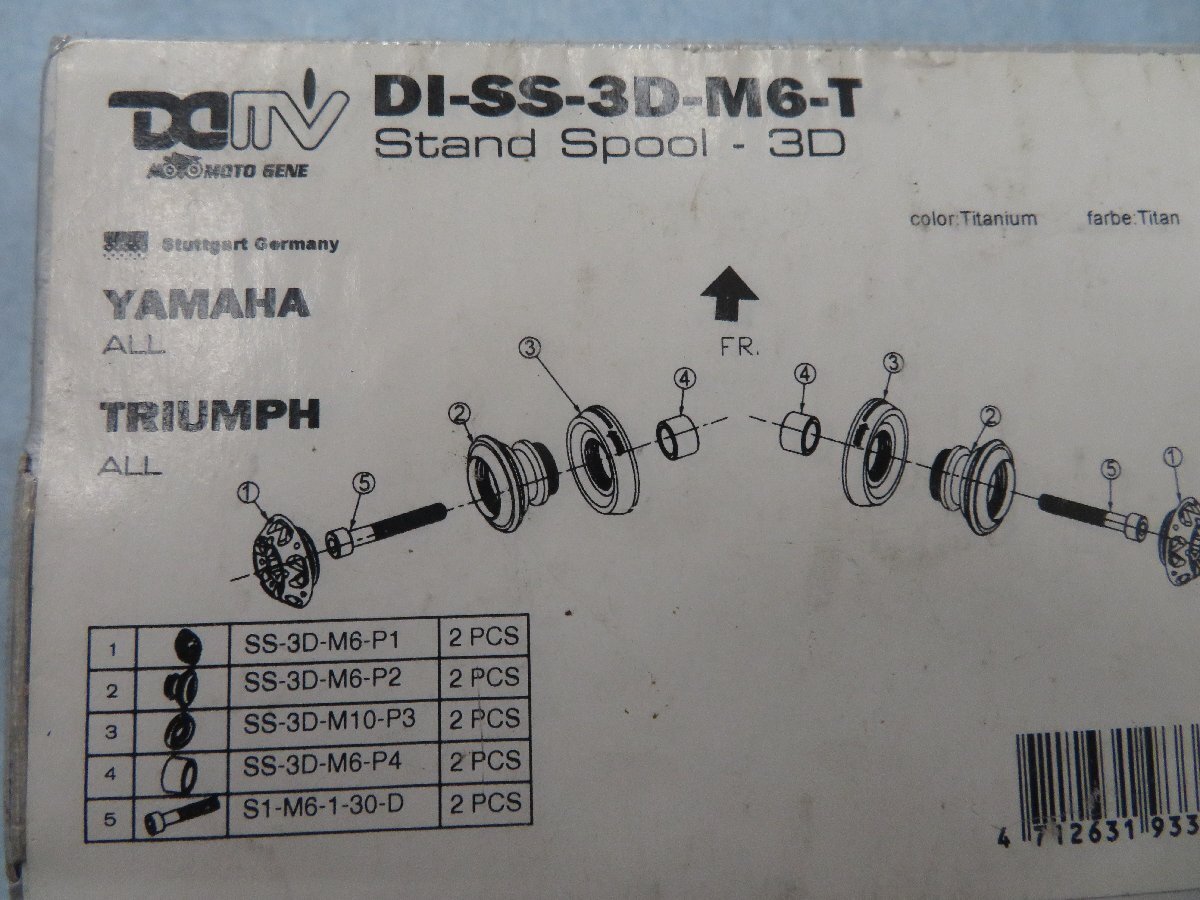 DI-SS-3D-M6-T
Stand Spool - 3D
MOTO GENE
color:Titanium farbe:Titan
Stuttgart Germany
YAMAHA
ALL
TRIUMPH
ALL
FR.
3 4 4 3
2 2
1 5 5 1
1 SS-3D-M6-P1 2 PCS
2 SS-3D-M6-P2 2 PCS
3 SS-3D-M10-P3 2 PCS
4 SS-3D-M6-P4 2 PCS
5 S1-M6-1-30-D 2 PCS
4 712631 933